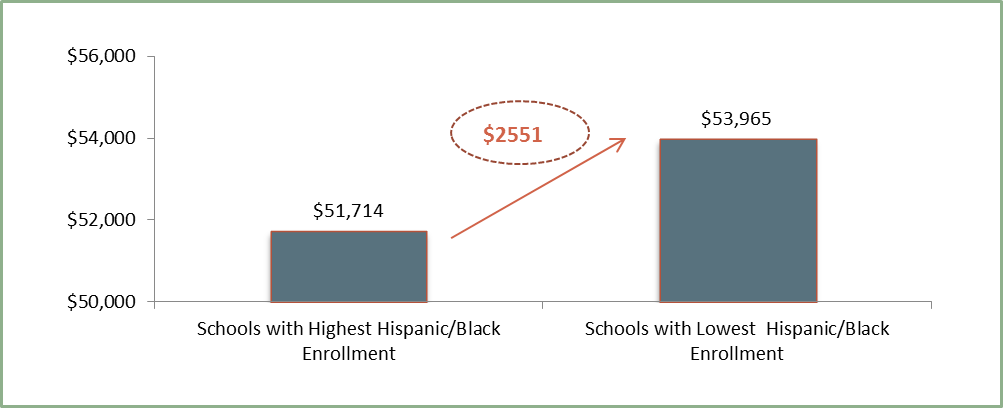 $56,000
$54,000
$52,000
$50,000
$2551
$51,714
$53,965
Schools with Highest Hispanic/Black
Enrollment
Schools with Lowest  Hispanic/Black
Enrollment